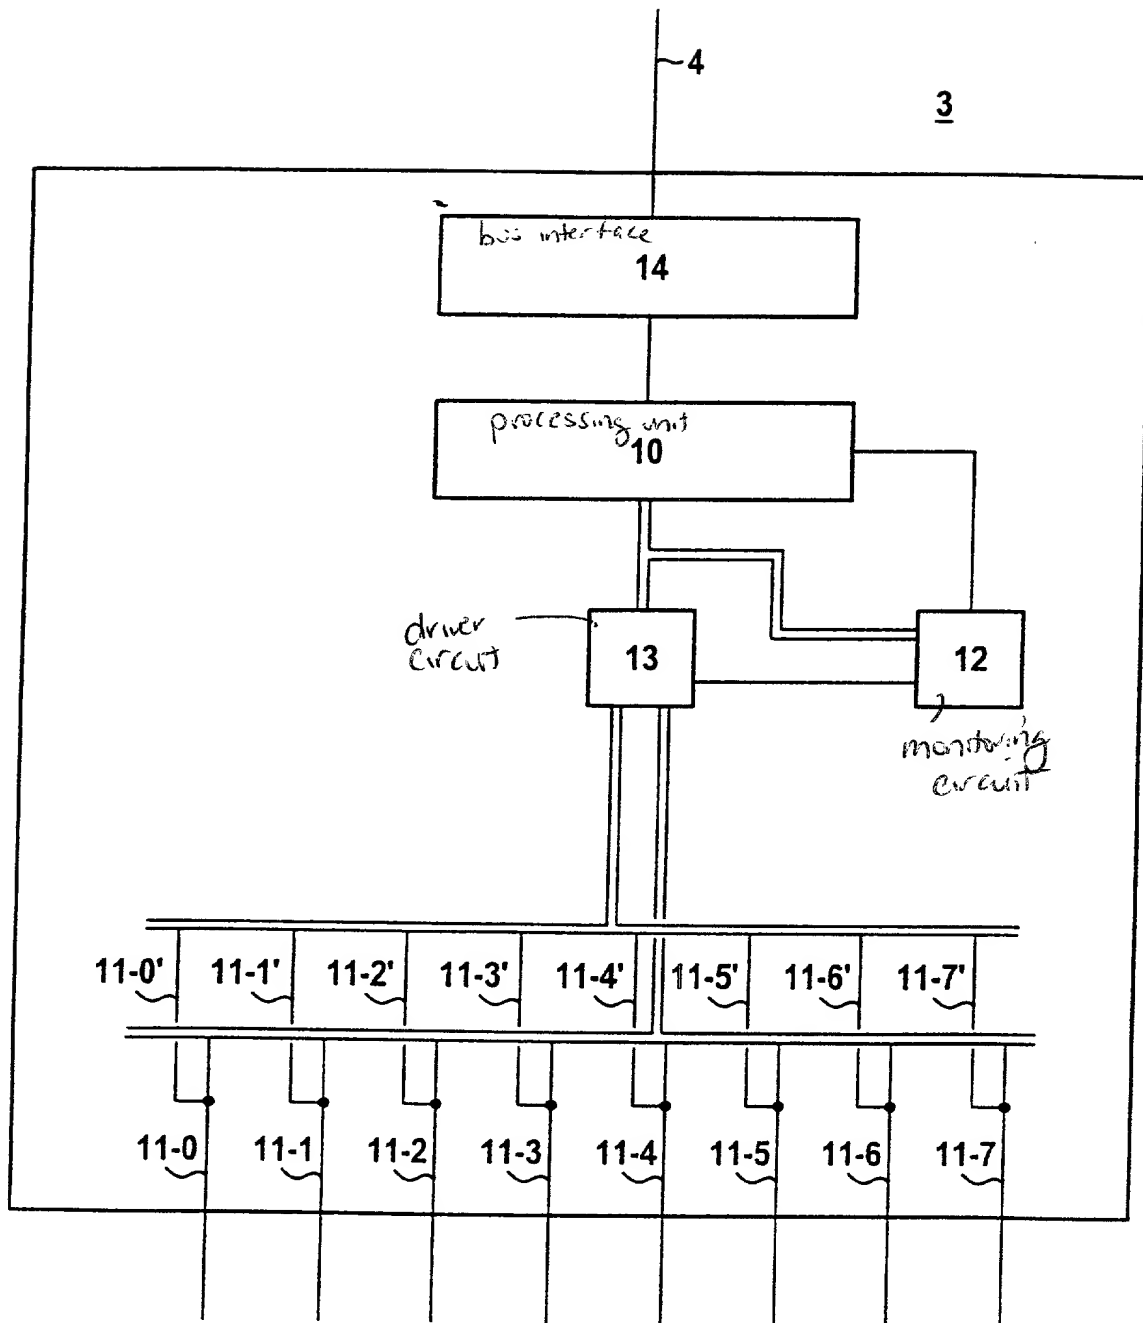 4
3
bus interface
14
processing unit
10
driver
circuit
13
12
monitoring
circuit
11-0' 11-1' 11-2' 11-3' 11-4' 11-5' 11-6' 11-7'
11-0 11-1 11-2 11-3 11-4 11-5 11-6 11-7